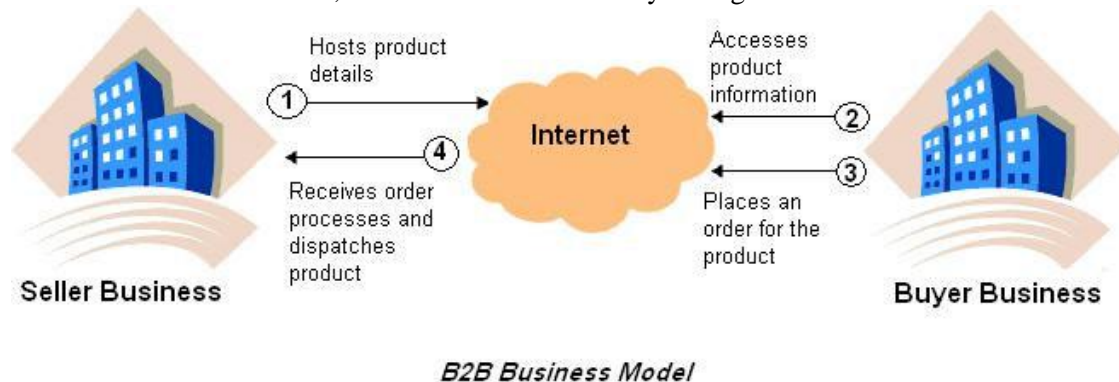 Hosts product
details
1
4
Receives order
processes and
dispatches
product
Seller Business
Internet
Accesses
product
information
2
3
Places an
order for the
product
Buyer Business
B2B Business Model